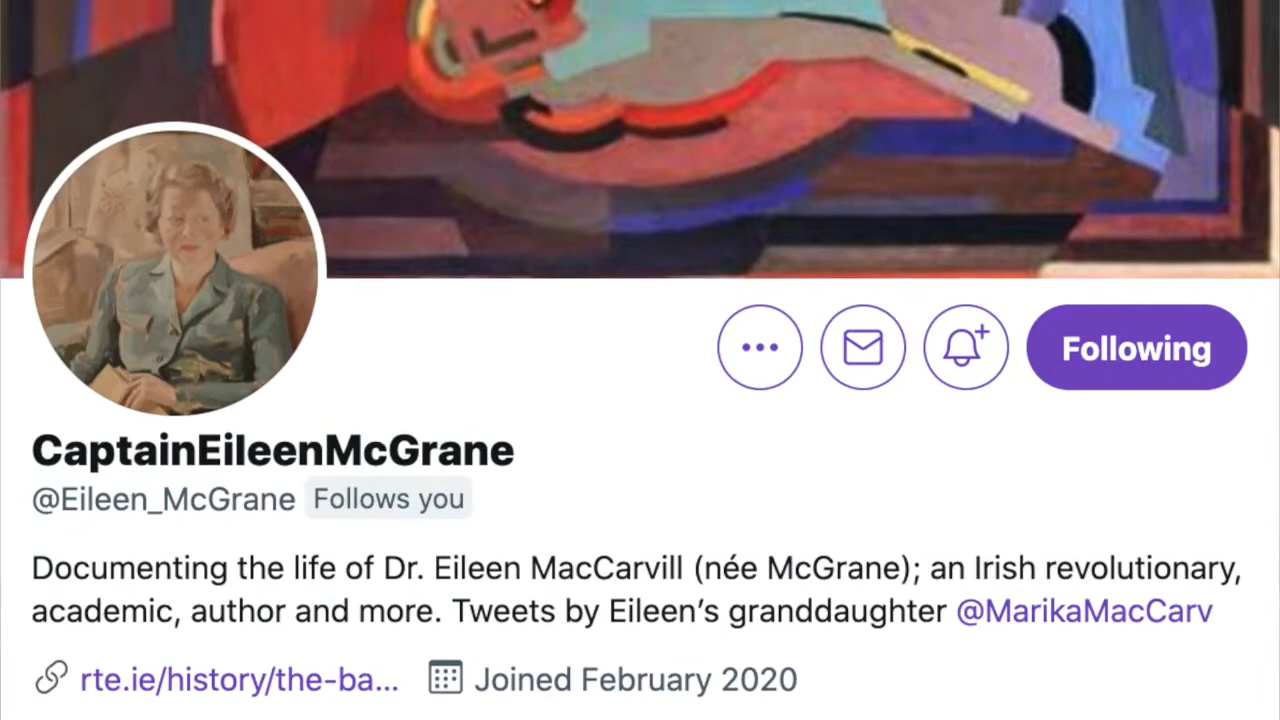 Following
CaptainEileenMcGrane
@Eileen_McGrane Follows you
Documenting the life of Dr. Eileen MacCarvill (née McGrane); an Irish revolutionary,
academic, author and more. Tweets by Eileen’s granddaughter @MarikaMacCarv
rte.ie/history/the-ba... Joined February 2020